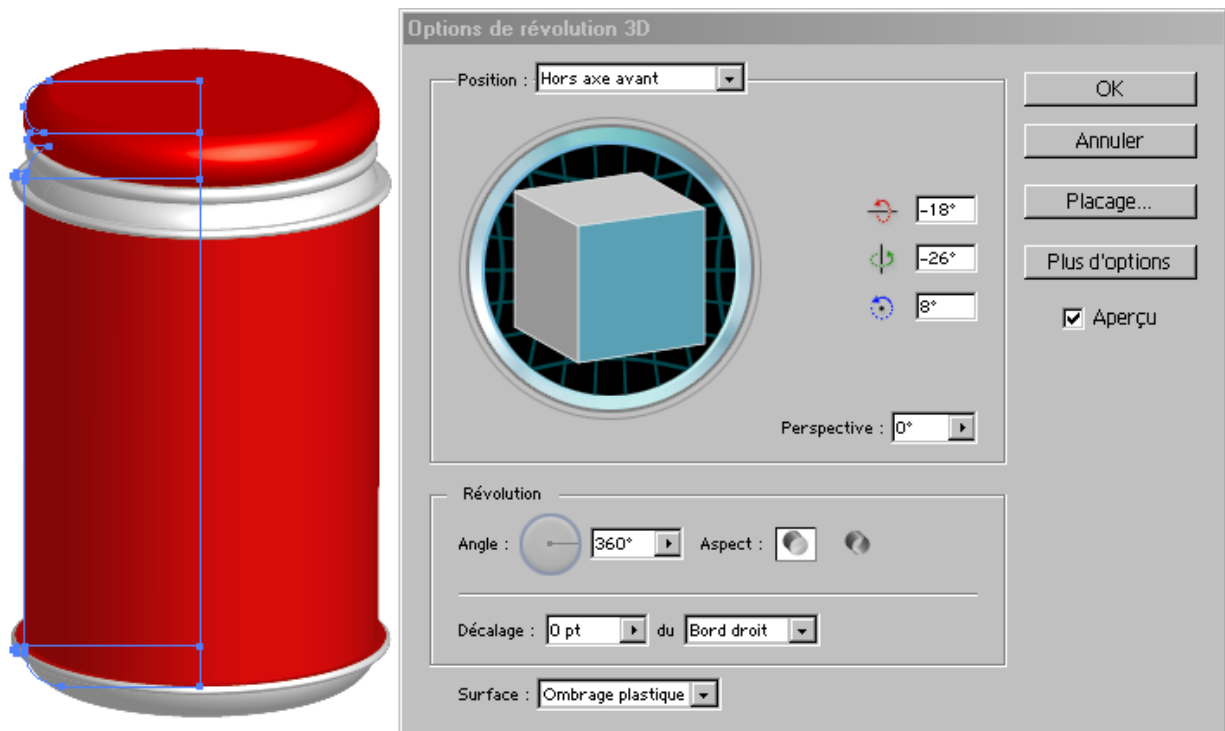 Options de révolution 3D
Position : Hors axe avant
OK
Annuler
Placage...
Plus d'options
Aperçu
-18°
-26°
8°
Perspective : 0°
Révolution
Angle : 360° Aspect :
Décalage : 0 pt du Bord droit
Surface : Ombrage plastique